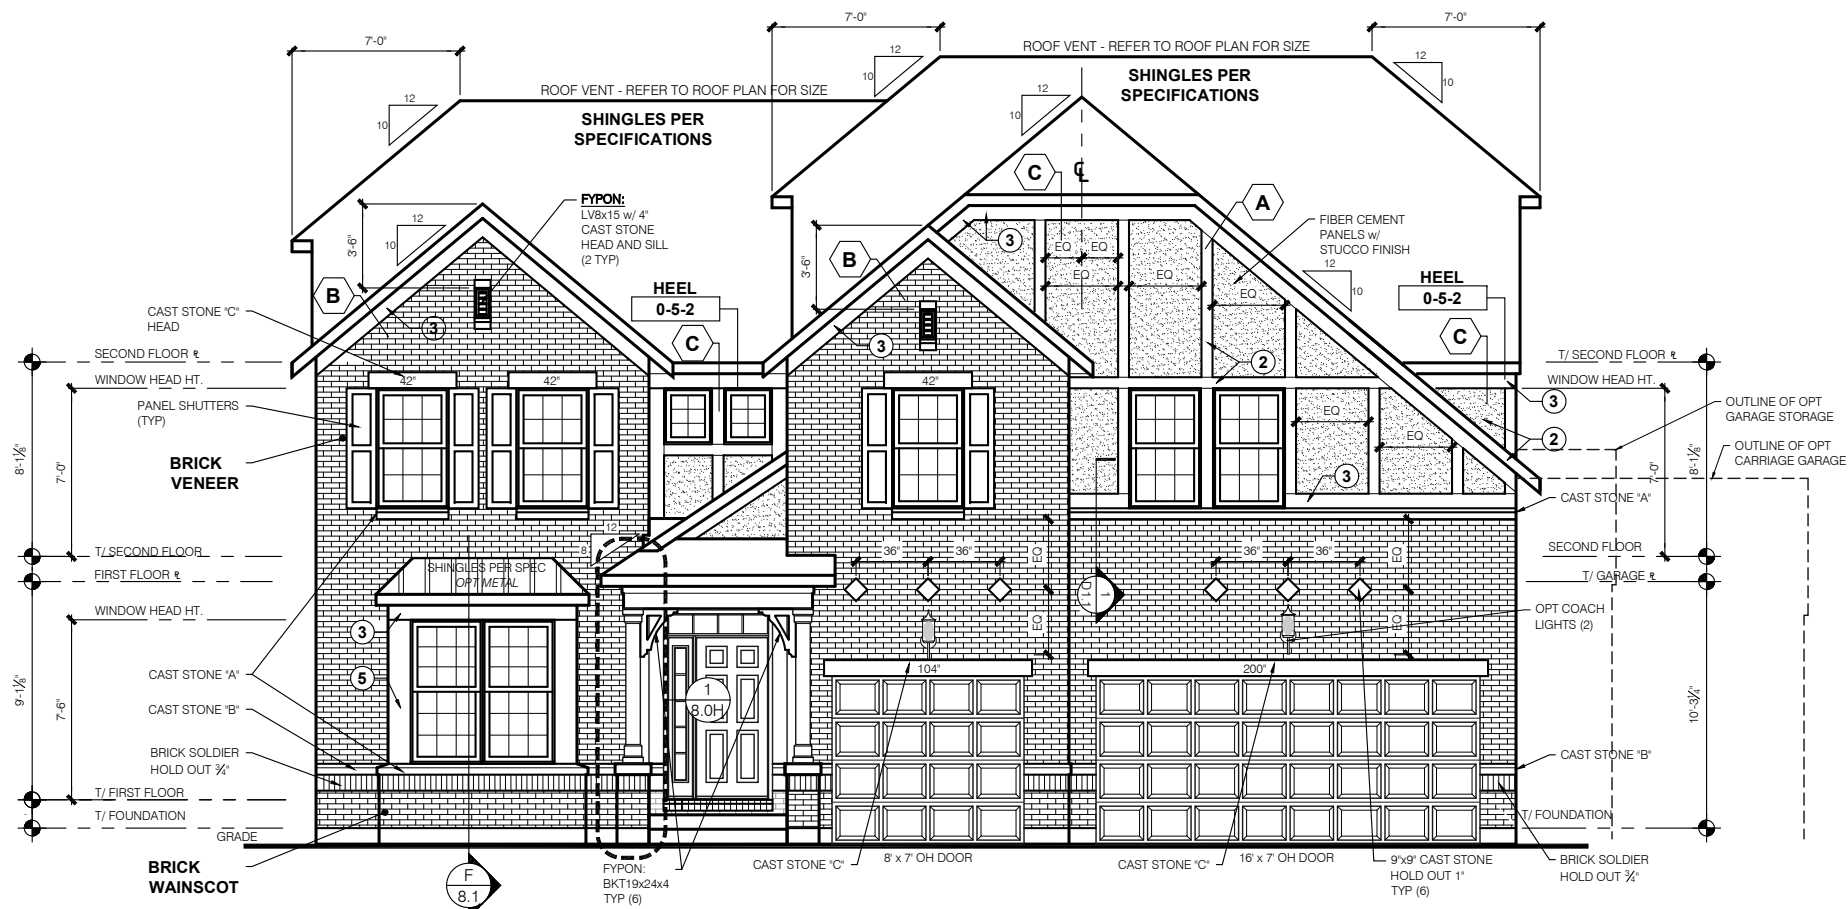 7'-0"
7'-0"
7'-0"
ROOF VENT - REFER TO ROOF PLAN FOR SIZE
12
10
12
10
SHINGLES PER
SPECIFICATIONS
ROOF VENT - REFER TO ROOF PLAN FOR SIZE
12
10
12
10
SHINGLES PER
SPECIFICATIONS
C
A
FYPON:
LV8x15 w/ 4"
CAST STONE
HEAD AND SILL
(2 TYP)
3'-6"
12
10
3'-6"
FIBER CEMENT
PANELS w/
STUCCO FINISH
3
EQ
EQ
EQ
EQ
EQ
12
10
B
B
HEEL
0-5-2
HEEL
0-5-2
CAST STONE "C"
HEAD
3
3
C
C
2
SECOND FLOOR ℄
T/ SECOND FLOOR ℄
WINDOW HEAD HT.
WINDOW HEAD HT.
42"
42"
42"
PANEL SHUTTERS
(TYP)
3
EQ
EQ
2
OUTLINE OF OPT
GARAGE STORAGE
OUTLINE OF OPT
CARRIAGE GARAGE
BRICK
VENEER
8'-1⅛"
7'-0"
7'-0"
8'-1⅛"
3
CAST STONE "A"
12
8
T/ SECOND FLOOR
SECOND FLOOR
36"
36"
EQ
36"
36"
EQ
FIRST FLOOR ℄
T/ GARAGE ℄
SHINGLES PER SPEC
OPT METAL
1
D1.1
WINDOW HEAD HT.
OPT COACH
LIGHTS (2)
EQ
EQ
3
5
CAST STONE "A"
CAST STONE "B"
9'-1⅛"
7'-6"
104"
200"
10'-3¼"
1
8.0H
BRICK SOLDIER
HOLD OUT ¾"
CAST STONE "B"
T/ FIRST FLOOR
T/ FOUNDATION
T/ FOUNDATION
GRADE
BRICK
WAINSCOT
F
8.1
FYPON:
BKT19x24x4
TYP (6)
CAST STONE "C"
8' x 7' OH DOOR
CAST STONE "C"
16' x 7' OH DOOR
9"x9" CAST STONE
HOLD OUT 1"
TYP (6)
BRICK SOLDIER
HOLD OUT ¾"